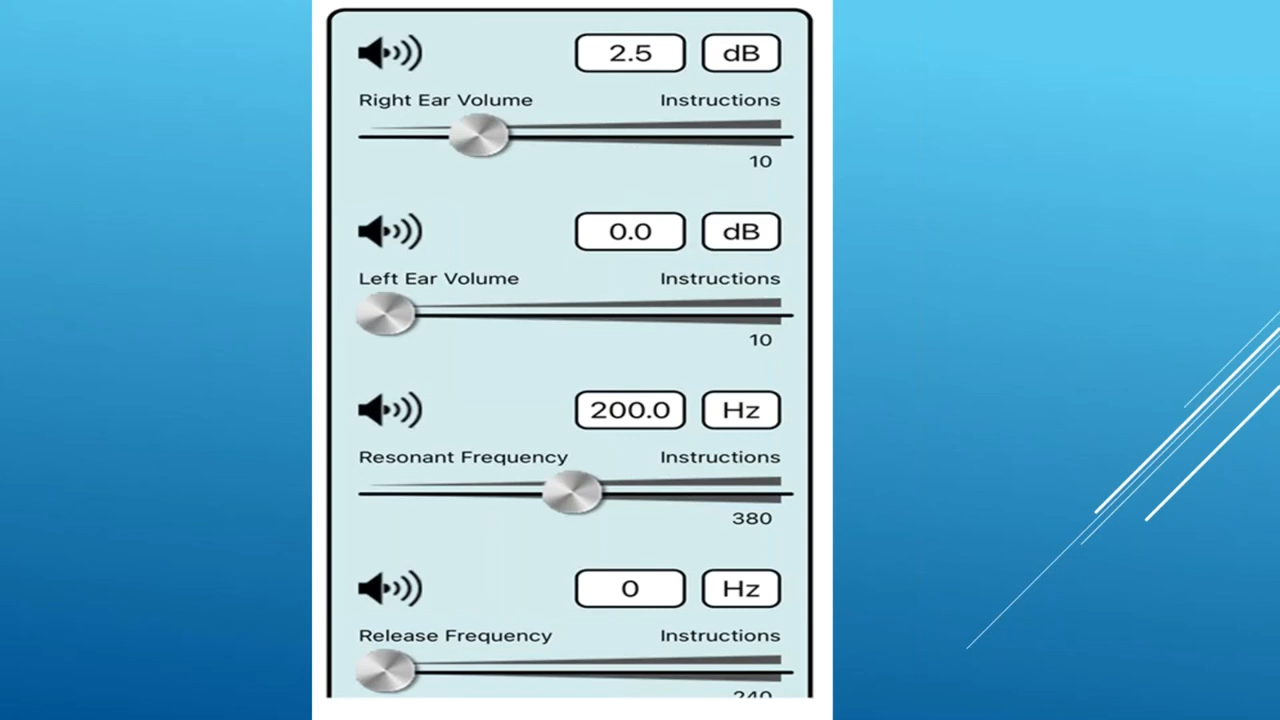 2.5 dB
Right Ear Volume Instructions
10
0.0 dB
Left Ear Volume Instructions
10
200.0 Hz
Resonant Frequency Instructions
380
0 Hz
Release Frequency Instructions
240